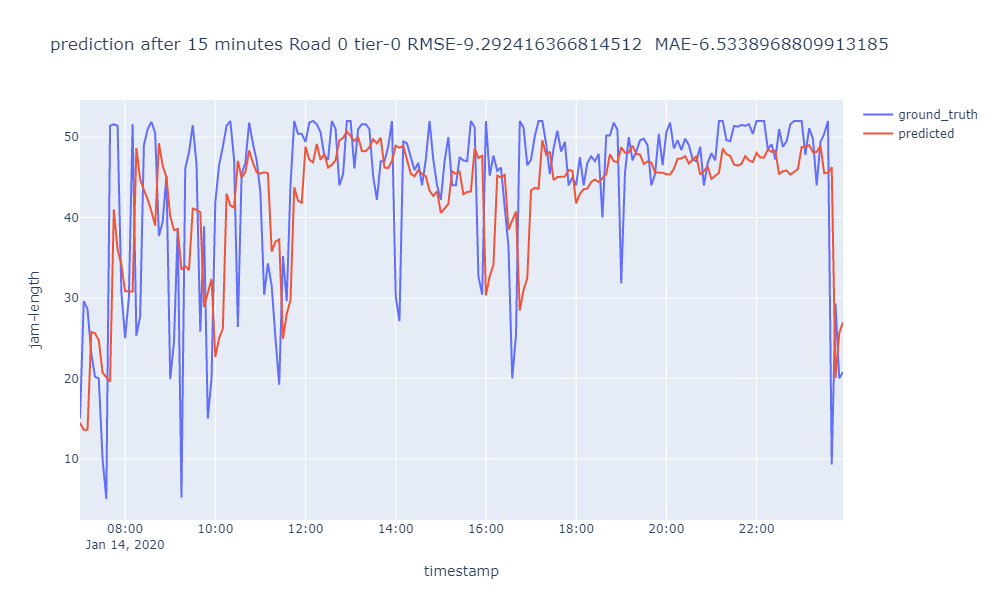 prediction after 15 minutes Road 0 tier-0 RMSE-9.292416366814512  MAE-6.5338968809913185
ground_truth
predicted
jam-length
50
40
30
20
10
08:00 10:00 12:00 14:00 16:00 18:00 20:00 22:00
Jan 14, 2020
timestamp